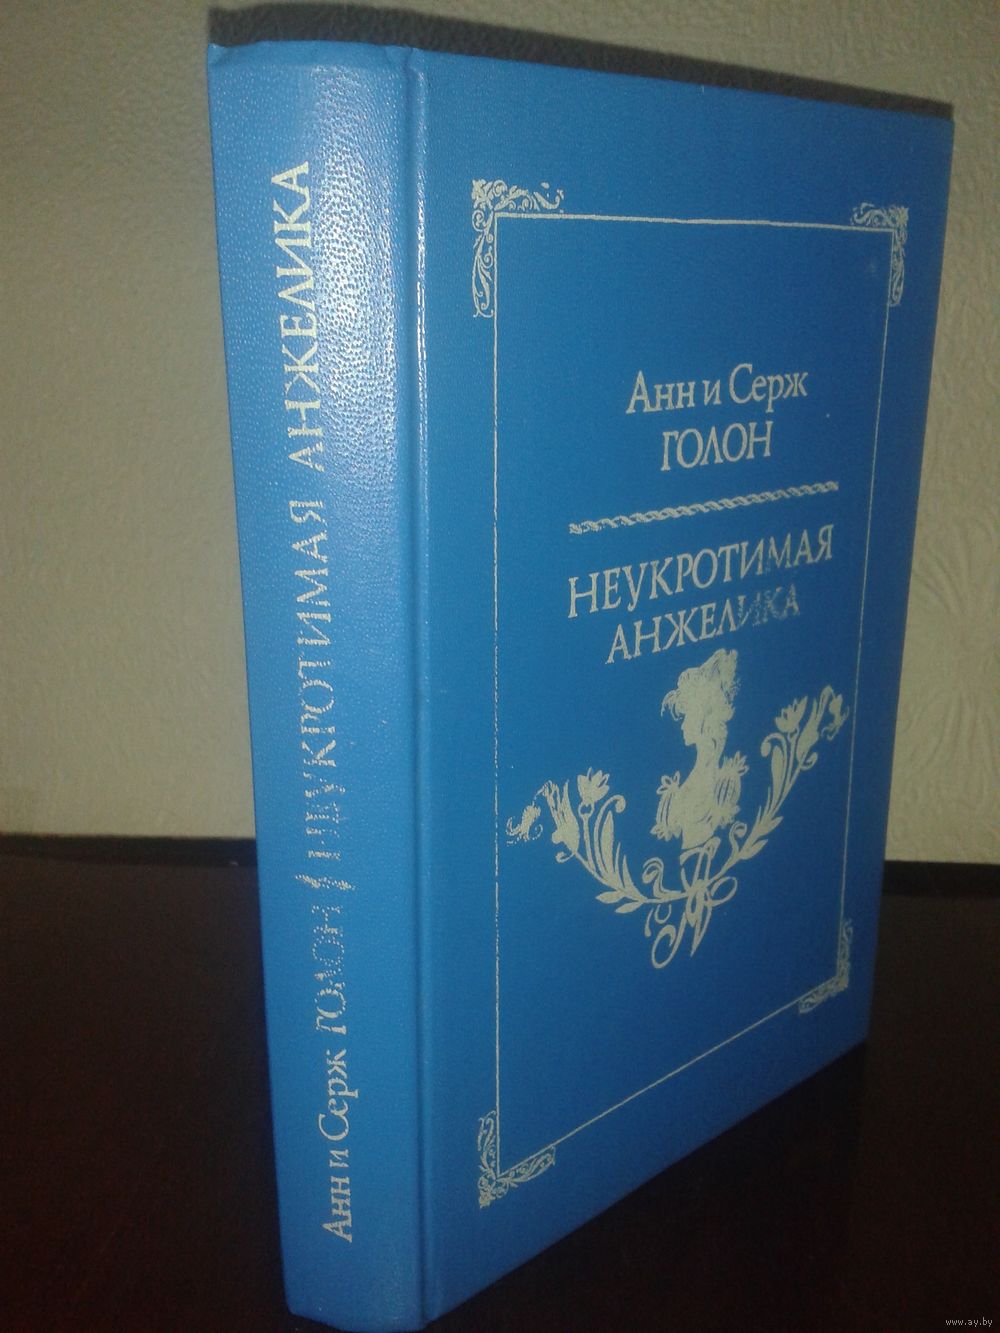 Анн и Серж ГОЛОН / НЕУКРОТИМАЯ АНЖЕЛИКА
Анн и Серж
ГОЛОН
НЕУКРОТИМАЯ
АНЖЕЛИКА
www.ay.by